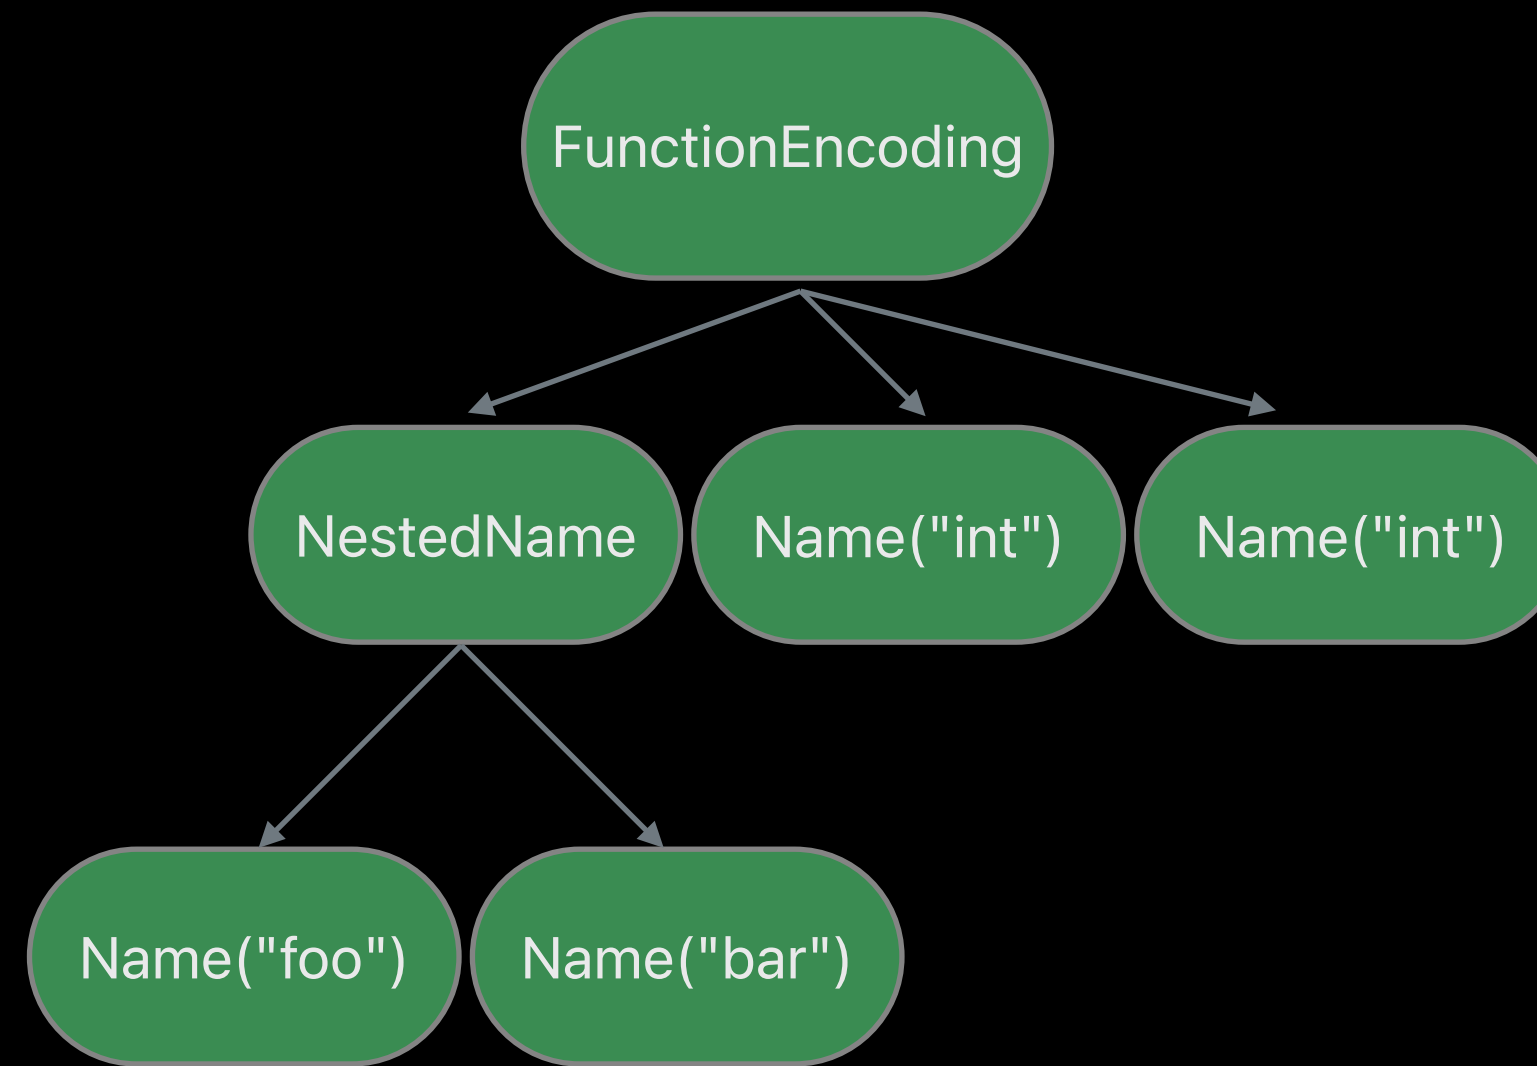 FunctionEncoding
NestedName
Name("int")
Name("int")
Name("foo")
Name("bar")